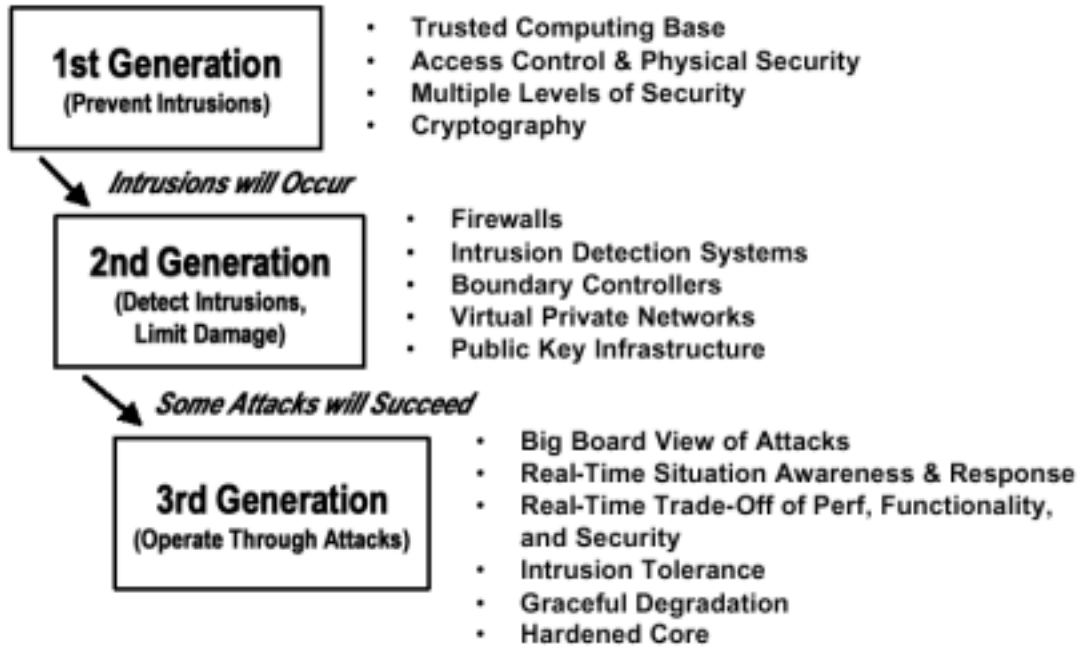 1st Generation
(Prevent Intrusions)
• Trusted Computing Base
• Access Control & Physical Security
• Multiple Levels of Security
• Cryptography
Intrusions will Occur
2nd Generation
(Detect Intrusions,
Limit Damage)
• Firewalls
• Intrusion Detection Systems
• Boundary Controllers
• Virtual Private Networks
• Public Key Infrastructure
Some Attacks will Succeed
3rd Generation
(Operate Through Attacks)
• Big Board View of Attacks
• Real-Time Situation Awareness & Response
• Real-Time Trade-Off of Perf, Functionality,
and Security
• Intrusion Tolerance
• Graceful Degradation
• Hardened Core